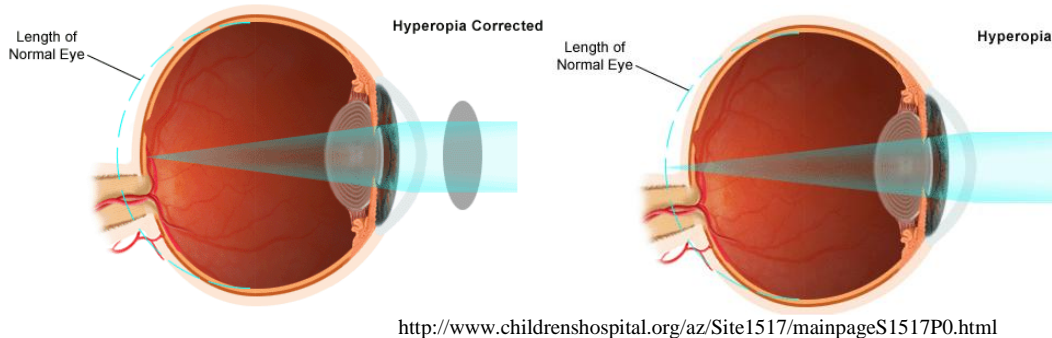 Hyperopia Corrected
Length of
Normal Eye
Hyperopia
Length of
Normal Eye
http://www.childrenshospital.org/az/Site1517/mainpageS1517P0.html